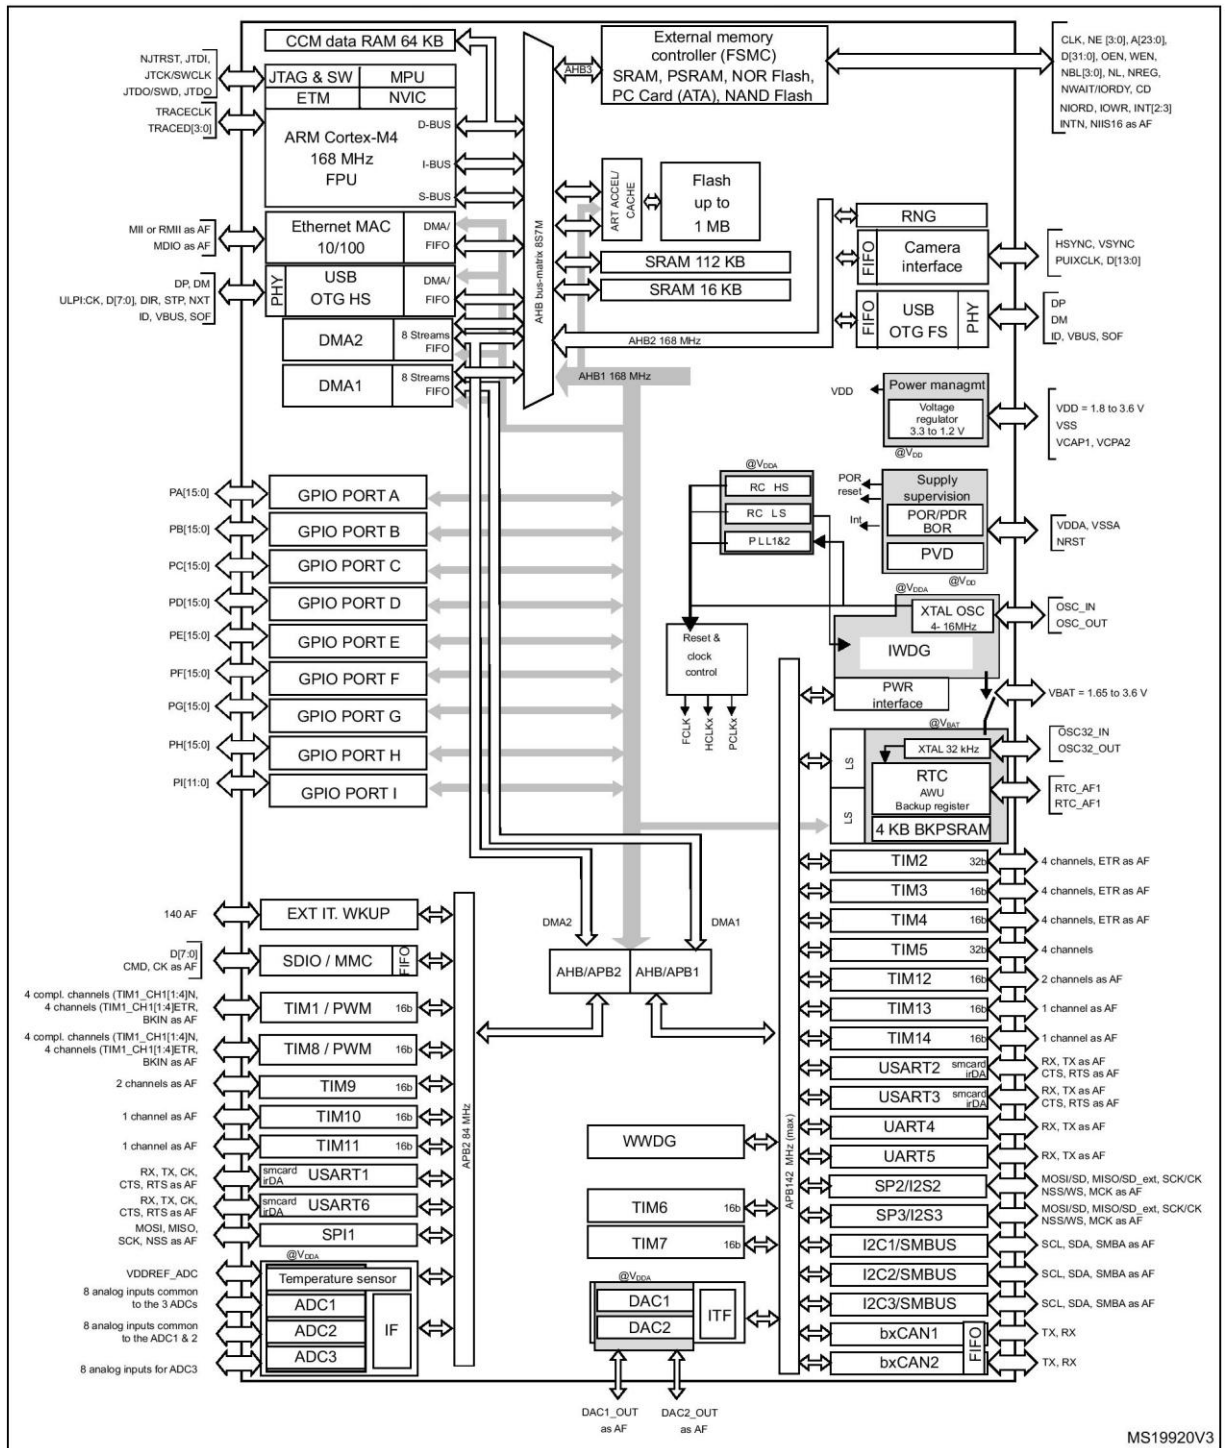 CCM data RAM 64 KB
External memory
controller (FSMC)
SRAM, PSRAM, NOR Flash,
PC Card (ATA), NAND Flash
AHB3
CLK, NE [3:0], A[23:0],
D[31:0], OEN, WEN,
NBL[3:0], NL, NREG,
NWAIT/IORDY, CD
NIORD, IOWR, INT[2:3]
INTN, NIIS16 as AF
NJTRST, JTDI,
JTCK/SWCLK
JTDO/SWD, JTDO
TRACECLK
TRACED[3:0]
JTAG & SW
MPU
ETM
NVIC
ARM Cortex-M4
168 MHz
FPU
D-BUS
I-BUS
S-BUS
AHB bus-matrix 8S7M
ART ACCEL/
CACHE
Flash
up to
1 MB
SRAM 112 KB
SRAM 16 KB
MII or RMII as AF
MDIO as AF
Ethernet MAC
10/100
DMA/
FIFO
DP, DM
ULPI:CK, D[7:0], DIR, STP, NXT
ID, VBUS, SOF
PHY
USB
OTG HS
DMA/
FIFO
DMA2
8 Streams
FIFO
DMA1
8 Streams
FIFO
AHB2 168 MHz
AHB1 168 MHz
RNG
FIFO
Camera
interface
HSYNC, VSYNC
PUIXCLK, D[13:0]
FIFO
USB
OTG FS
PHY
DP
DM
ID, VBUS, SOF
VDD
Power managmt
Voltage
regulator
3.3 to 1.2 V
@VDD
VDD = 1.8 to 3.6 V
VSS
VCAP1, VCPA2
@VDDA
RC HS
RC LS
PLL1&2
POR
reset
Int
Supply
supervision
POR/PDR
BOR
PVD
VDDA, VSSA
NRST
@VDDA
@VDD
XTAL OSC
4- 16MHz
IWDG
OSC_IN
OSC_OUT
PWR
interface
VBAT = 1.65 to 3.6 V
Reset &
clock
control
FCLK
HCLKx
PCLKx
@VBAT
LS
LS
XTAL 32 kHz
RTC
AWU
Backup register
4 KB BKPSRAM
OSC32_IN
OSC32_OUT
RTC_AF1
RTC_AF1
PA[15:0]
GPIO PORT A
PB[15:0]
GPIO PORT B
PC[15:0]
GPIO PORT C
PD[15:0]
GPIO PORT D
PE[15:0]
GPIO PORT E
PF[15:0]
GPIO PORT F
PG[15:0]
GPIO PORT G
PH[15:0]
GPIO PORT H
PI[11:0]
GPIO PORT I
DMA2
DMA1
AHB/APB2
AHB/APB1
140 AF
EXT IT. WKUP
D[7:0]
CMD, CK as AF
SDIO / MMC
FIFO
4 compl. channels (TIM1_CH1[1:4]N,
4 channels (TIM1_CH1[1:4]ETR,
BKIN as AF
TIM1 / PWM
16b
4 compl. channels (TIM1_CH1[1:4]N,
4 channels (TIM1_CH1[1:4]ETR,
BKIN as AF
TIM8 / PWM
16b
2 channels as AF
TIM9
16b
1 channel as AF
TIM10
16b
1 channel as AF
TIM11
16b
RX, TX, CK,
CTS, RTS as AF
smcard
irDA
USART1
RX, TX, CK,
CTS, RTS as AF
smcard
irDA
USART6
MOSI, MISO,
SCK, NSS as AF
SPI1
@VDDA
VDDREF_ADC
Temperature sensor
8 analog inputs common
to the 3 ADCs
ADC1
8 analog inputs common
to the ADC1 & 2
ADC2
8 analog inputs for ADC3
ADC3
IF
APB2 84 MHz
WWDG
TIM6
16b
TIM7
16b
@VDDA
DAC1
DAC2
ITF
DAC1_OUT
as AF
DAC2_OUT
as AF
APB142 MHz (max)
TIM2
32b
4 channels, ETR as AF
TIM3
16b
4 channels, ETR as AF
TIM4
16b
4 channels, ETR as AF
TIM5
32b
4 channels
TIM12
16b
2 channels as AF
TIM13
16b
1 channel as AF
TIM14
16b
1 channel as AF
USART2
smcard
irDA
RX, TX as AF
CTS, RTS as AF
USART3
smcard
irDA
RX, TX as AF
CTS, RTS as AF
UART4
RX, TX as AF
UART5
RX, TX as AF
SP2/I2S2
MOSI/SD, MISO/SD_ext, SCK/CK
NSS/WS, MCK as AF
SP3/I2S3
MOSI/SD, MISO/SD_ext, SCK/CK
NSS/WS, MCK as AF
I2C1/SMBUS
SCL, SDA, SMBA as AF
I2C2/SMBUS
SCL, SDA, SMBA as AF
I2C3/SMBUS
SCL, SDA, SMBA as AF
bxCAN1
FIFO
TX, RX
bxCAN2
TX, RX
MS19920V3